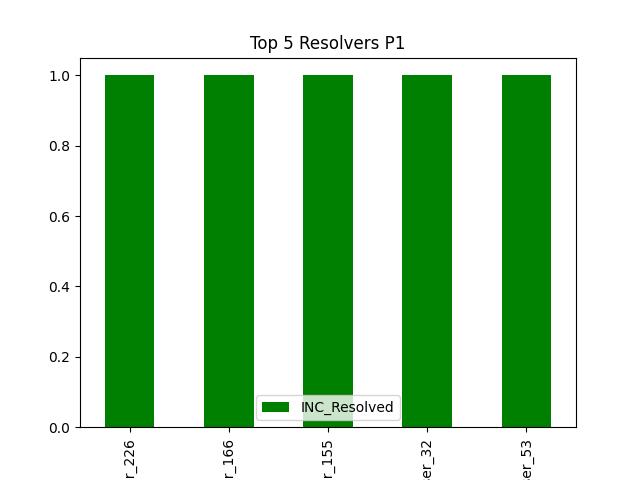 Top 5 Resolvers P1
1.0
0.8
0.6
0.4
0.2
0.0
INC_Resolved
r_226
r_166
r_155
er_32
er_53